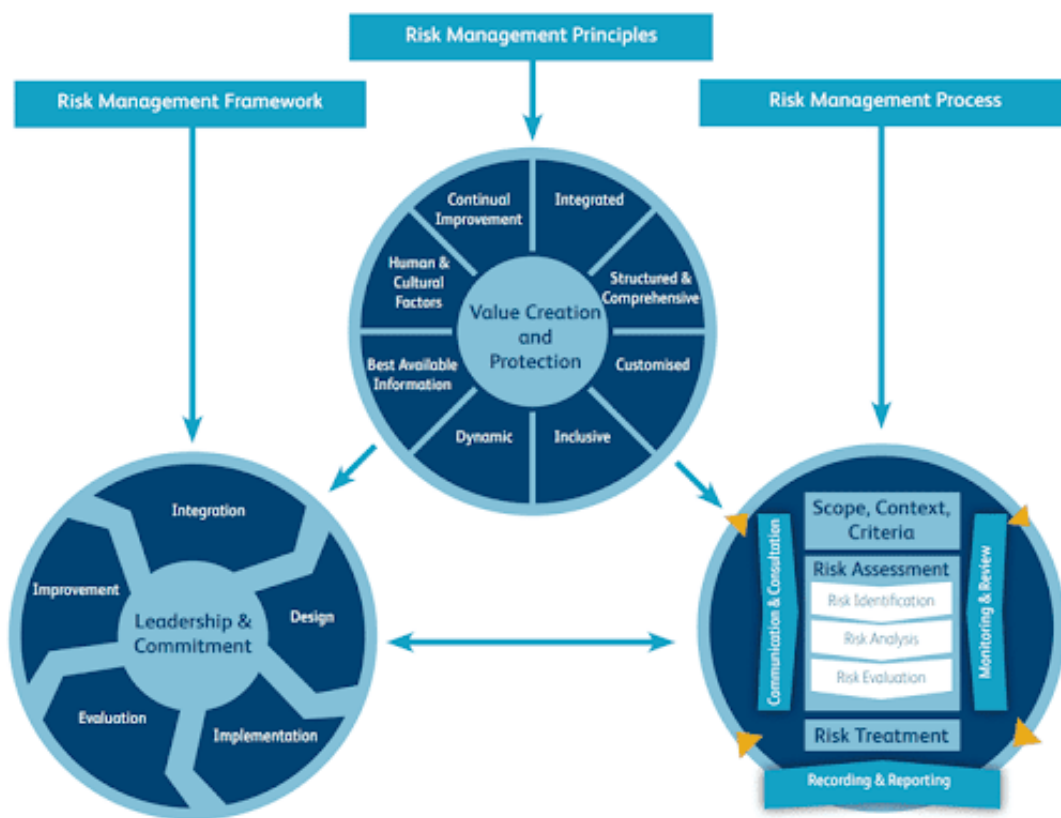 Risk Management Principles
Risk Management Framework
Risk Management Process
Continual
Improvement
Integrated
Human &
Cultural
Factors
Structured &
Comprehensive
Value Creation
and
Protection
Best Available
Information
Customised
Dynamic
Inclusive
Integration
Improvement
Design
Leadership &
Commitment
Evaluation
Implementation
Scope, Context,
Criteria
Communication & Consultation
Risk Assessment
Risk Identification
Risk Analysis
Risk Evaluation
Monitoring & Review
Risk Treatment
Recording & Reporting